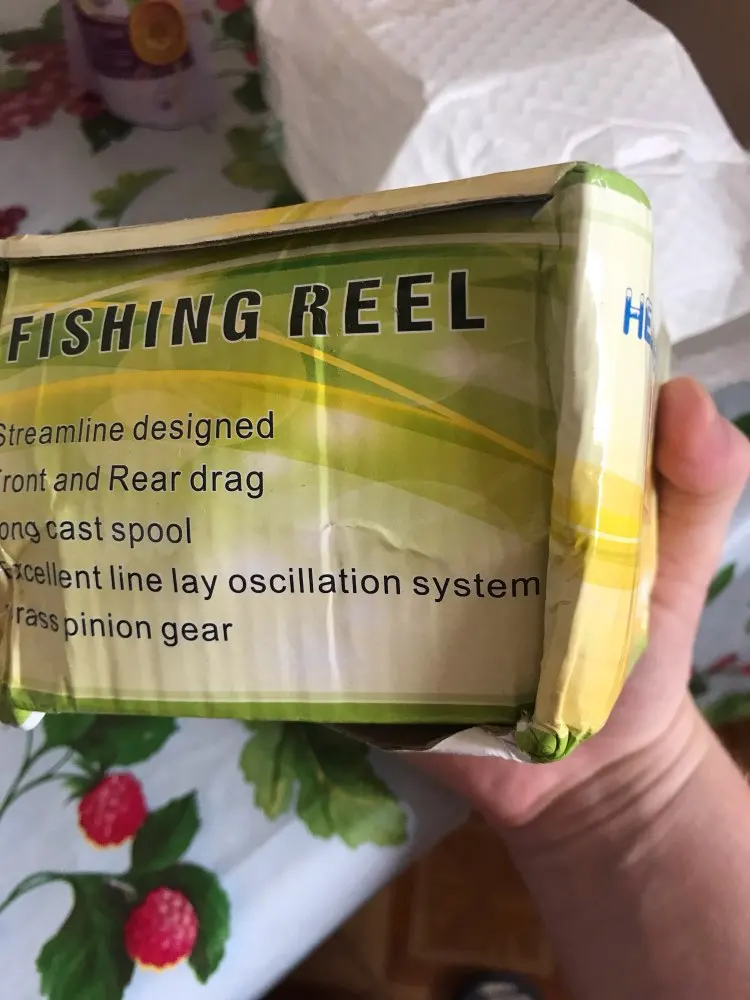 FISHING REEL
Streamline designed
ront and Rear drag
ong cast spool
xcellent line lay oscillation system
rass pinion gear
HE